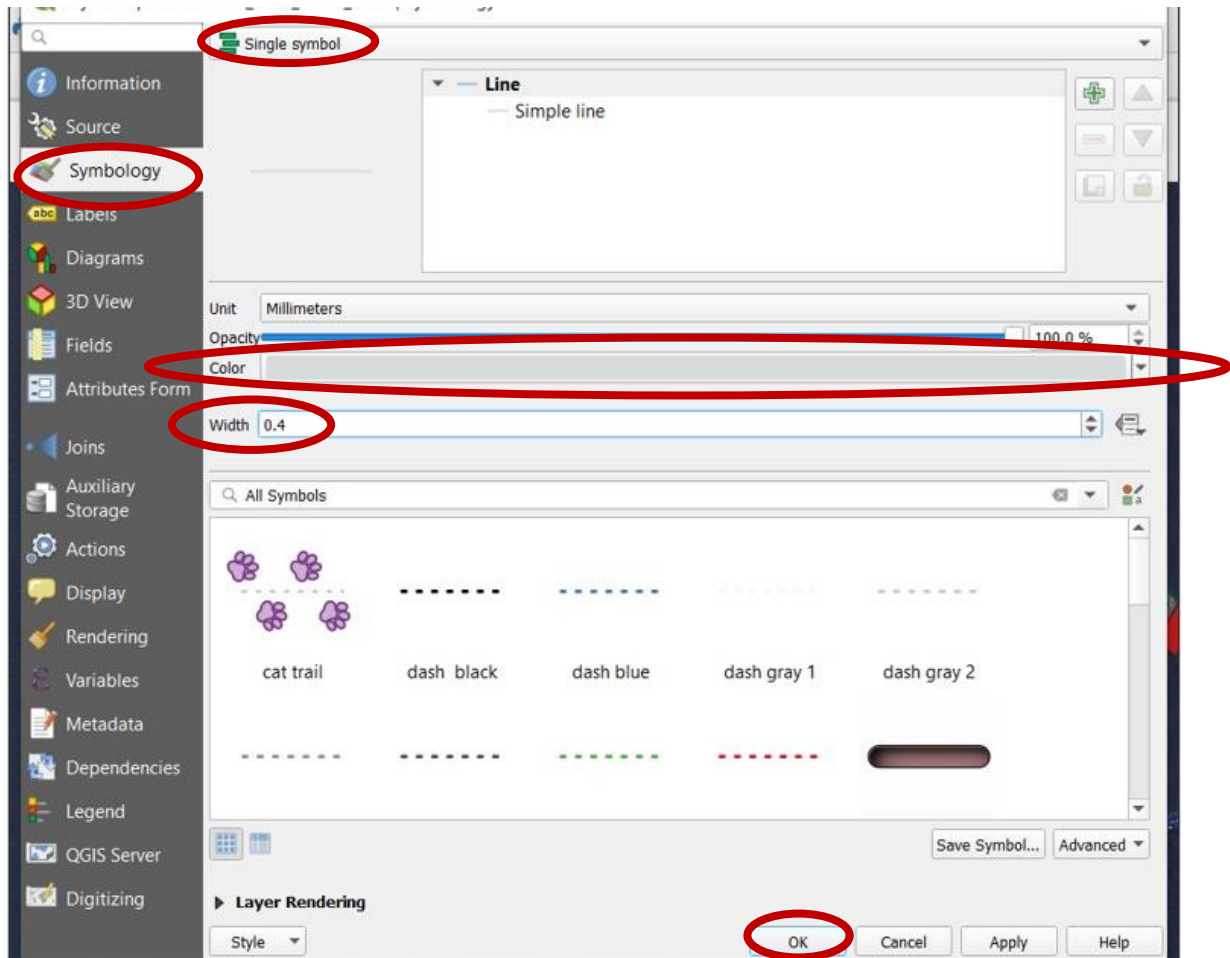 Single symbol
Information
Source
Symbology
abc Labels
Diagrams
3D View
Fields
Attributes Form
Joins
Auxiliary
Storage
Actions
Display
Rendering
Variables
Metadata
Dependencies
Legend
QGIS Server
Digitizing
Line
Simple line
Unit Millimeters
Opacity 100.0 %
Color
Width 0.4
All Symbols
cat trail dash black dash blue dash gray 1 dash gray 2
Save Symbol... Advanced
Layer Rendering
Style OK Cancel Apply Help